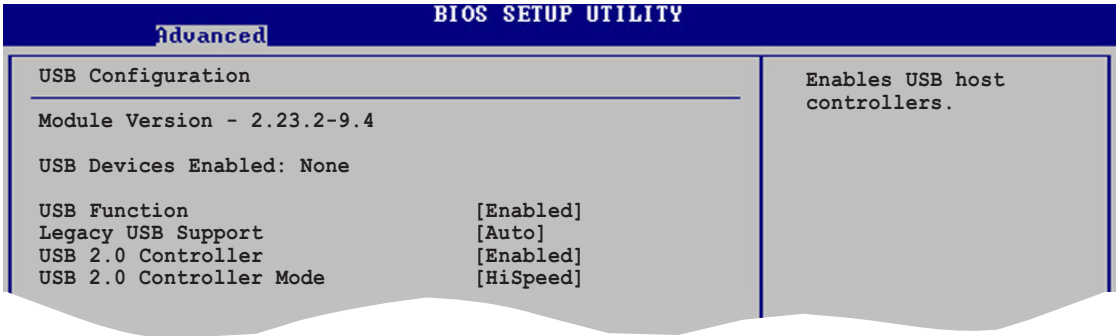 BIOS SETUP UTILITY
Advanced
USB Configuration
Module Version - 2.23.2-9.4
USB Devices Enabled: None
USB Function [Enabled]
Legacy USB Support [Auto]
USB 2.0 Controller [Enabled]
USB 2.0 Controller Mode [HiSpeed]
Enables USB host
controllers.